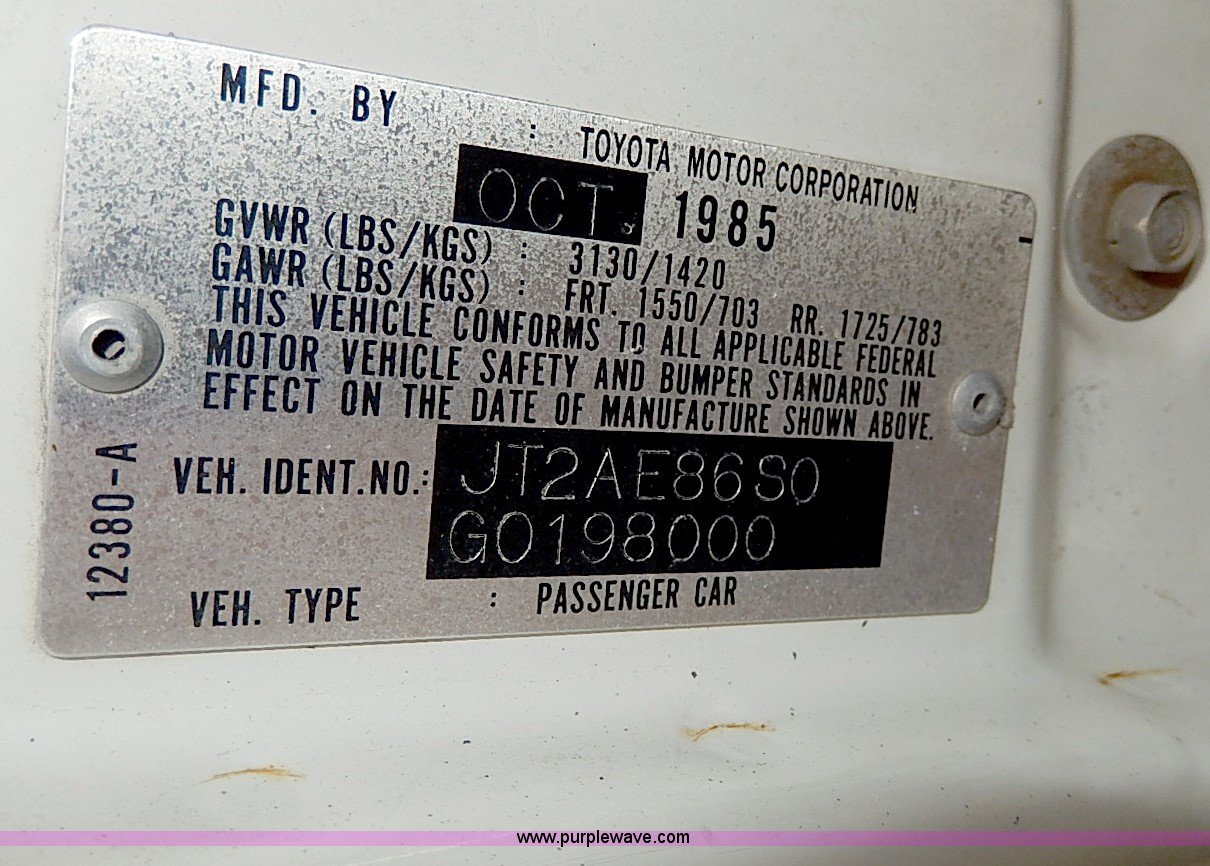 MFD. BY : TOYOTA MOTOR CORPORATION
OCT. 1985
GVWR (LBS/KGS) : 3130/1420
GAWR (LBS/KGS) : FRT. 1550/703 RR. 1725/783
THIS VEHICLE CONFORMS TO ALL APPLICABLE FEDERAL
MOTOR VEHICLE SAFETY AND BUMPER STANDARDS IN
EFFECT ON THE DATE OF MANUFACTURE SHOWN ABOVE.
VEH. IDENT.NO.: JT2AE86S0
G0198000
VEH. TYPE : PASSENGER CAR
12380-A
www.purplewave.com